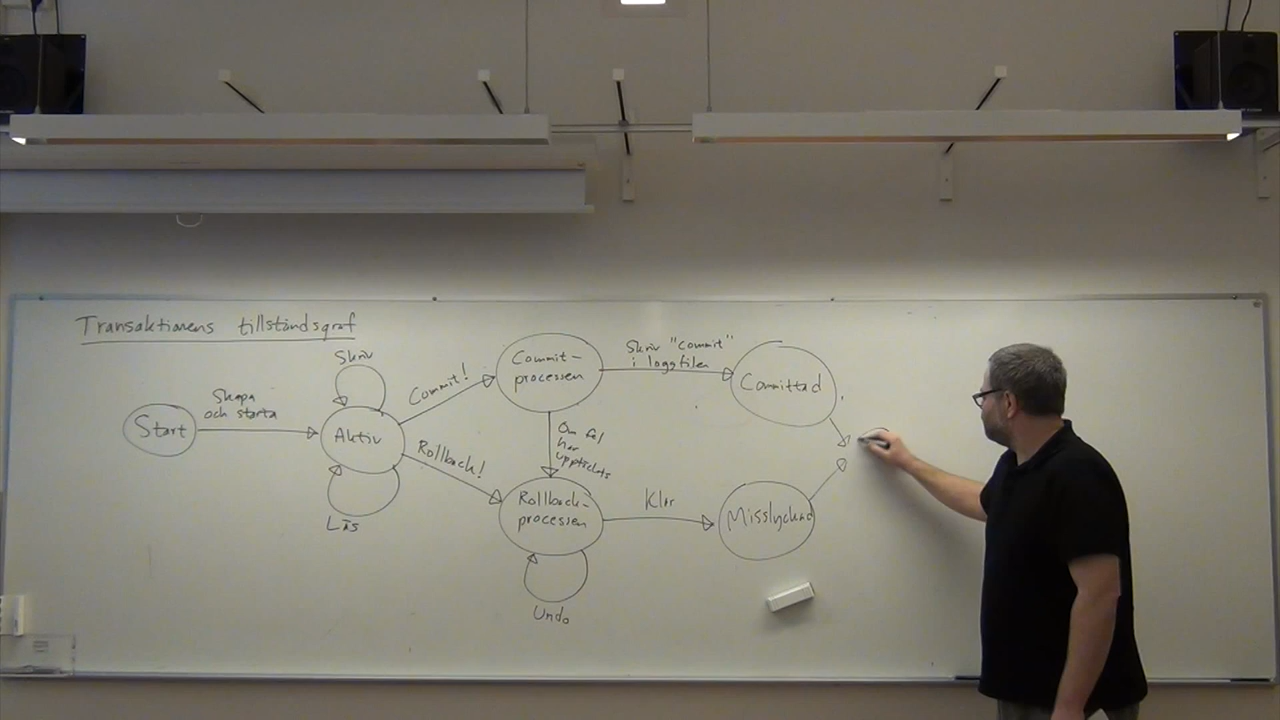 Transaktionens tillståndsgraf
Start
Skapa
och starta
Skriv
Aktiv
Läs
Commit!
Rollback!
Commit-
processen
Om fel
har
upptäckts
Rollback-
processen
Undo
Skriv "commit"
i loggfilen
Committad
Klar
Misslyckad